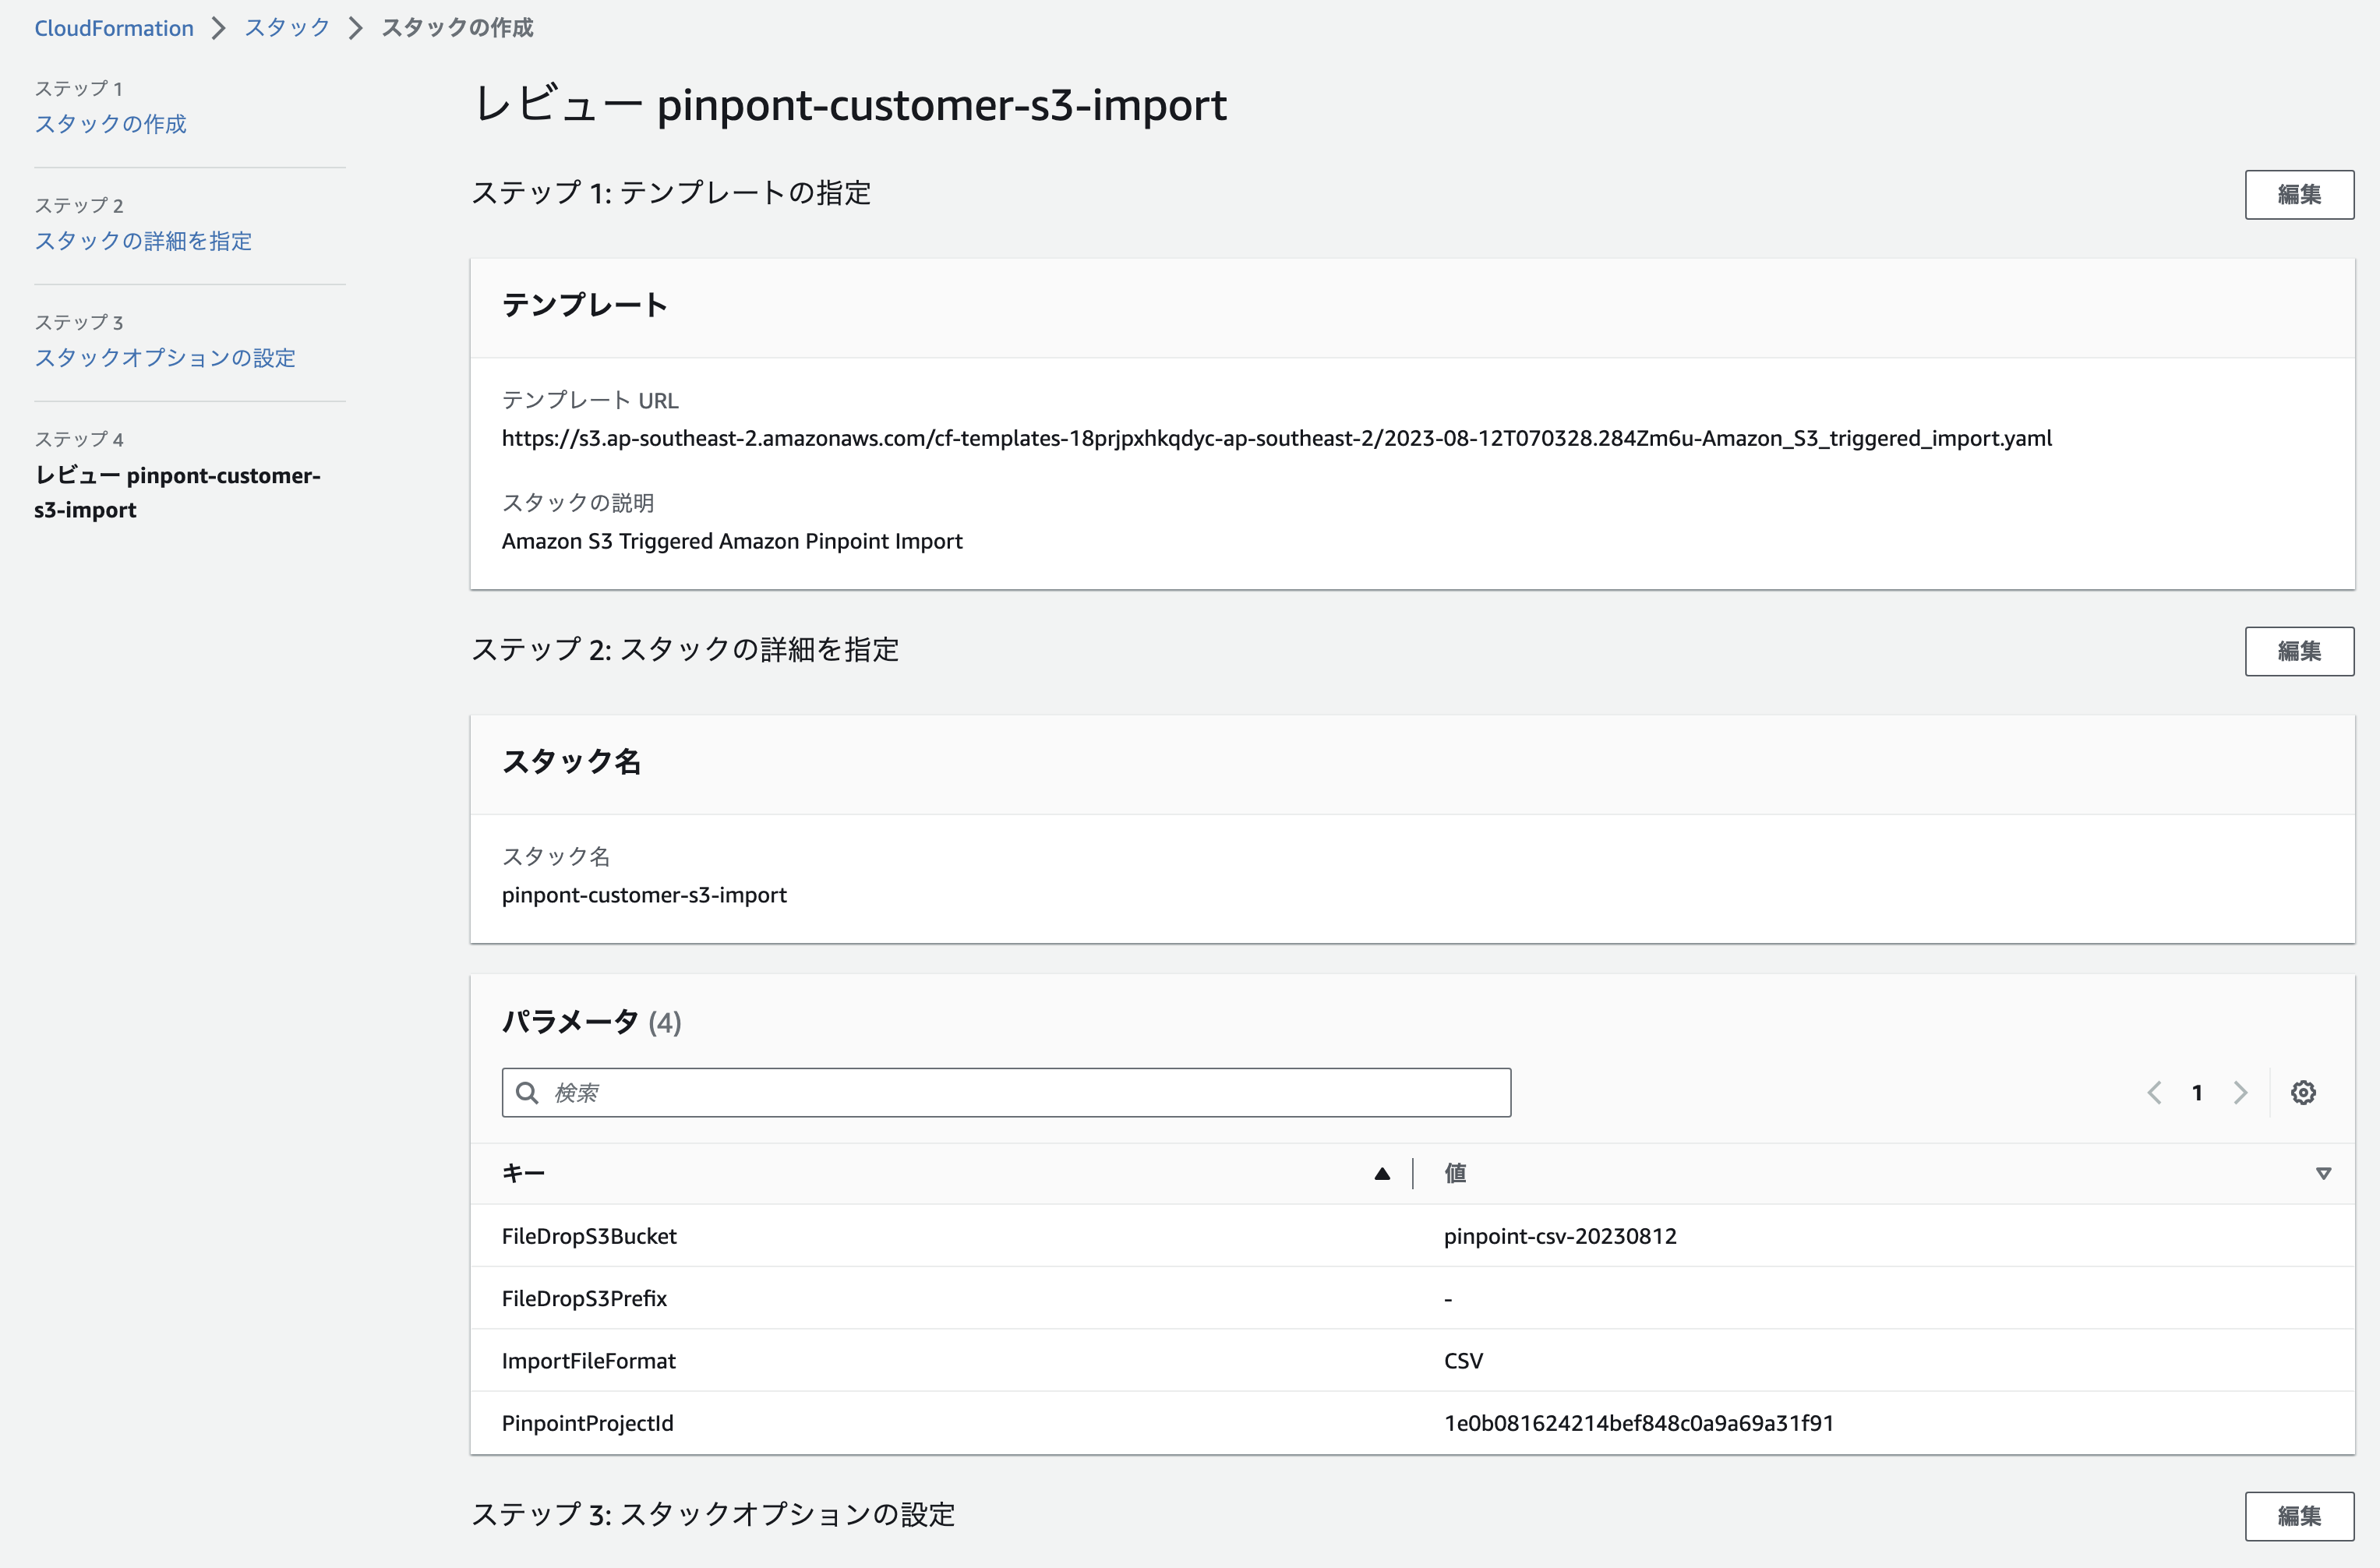 CloudFormation > スタック > スタックの作成
ステップ 1
スタックの作成
ステップ 2
スタックの詳細を指定
ステップ 3
スタックオプションの設定
ステップ 4
レビュー pinpont-customer-
s3-import
レビュー pinpont-customer-s3-import
ステップ 1: テンプレートの指定
編集
テンプレート
テンプレート URL
https://s3.ap-southeast-2.amazonaws.com/cf-templates-18prjpxhkqdyc-ap-southeast-2/2023-08-12T070328.284Zm6u-Amazon_S3_triggered_import.yaml
スタックの説明
Amazon S3 Triggered Amazon Pinpoint Import
ステップ 2: スタックの詳細を指定
編集
スタック名
スタック名
pinpont-customer-s3-import
パラメータ (4)
検索
1
キー
値
FileDropS3Bucket
pinpoint-csv-20230812
FileDropS3Prefix
-
ImportFileFormat
CSV
PinpointProjectId
1e0b081624214bef848c0a9a69a31f91
ステップ 3: スタックオプションの設定
編集